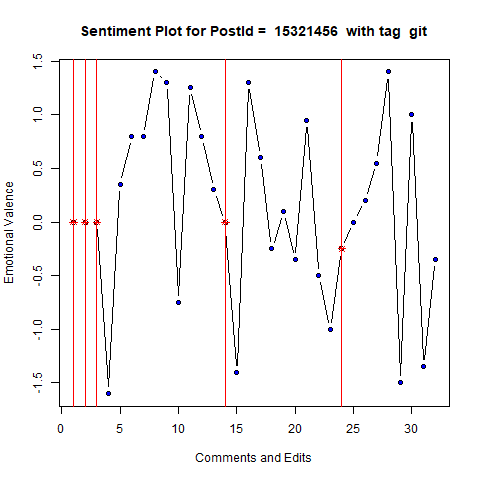 Sentiment Plot for PostId =  15321456  with tag  git
1.5
1.0
0.5
0.0
-0.5
-1.0
-1.5
Emotional Valence
0 5 10 15 20 25 30
Comments and Edits